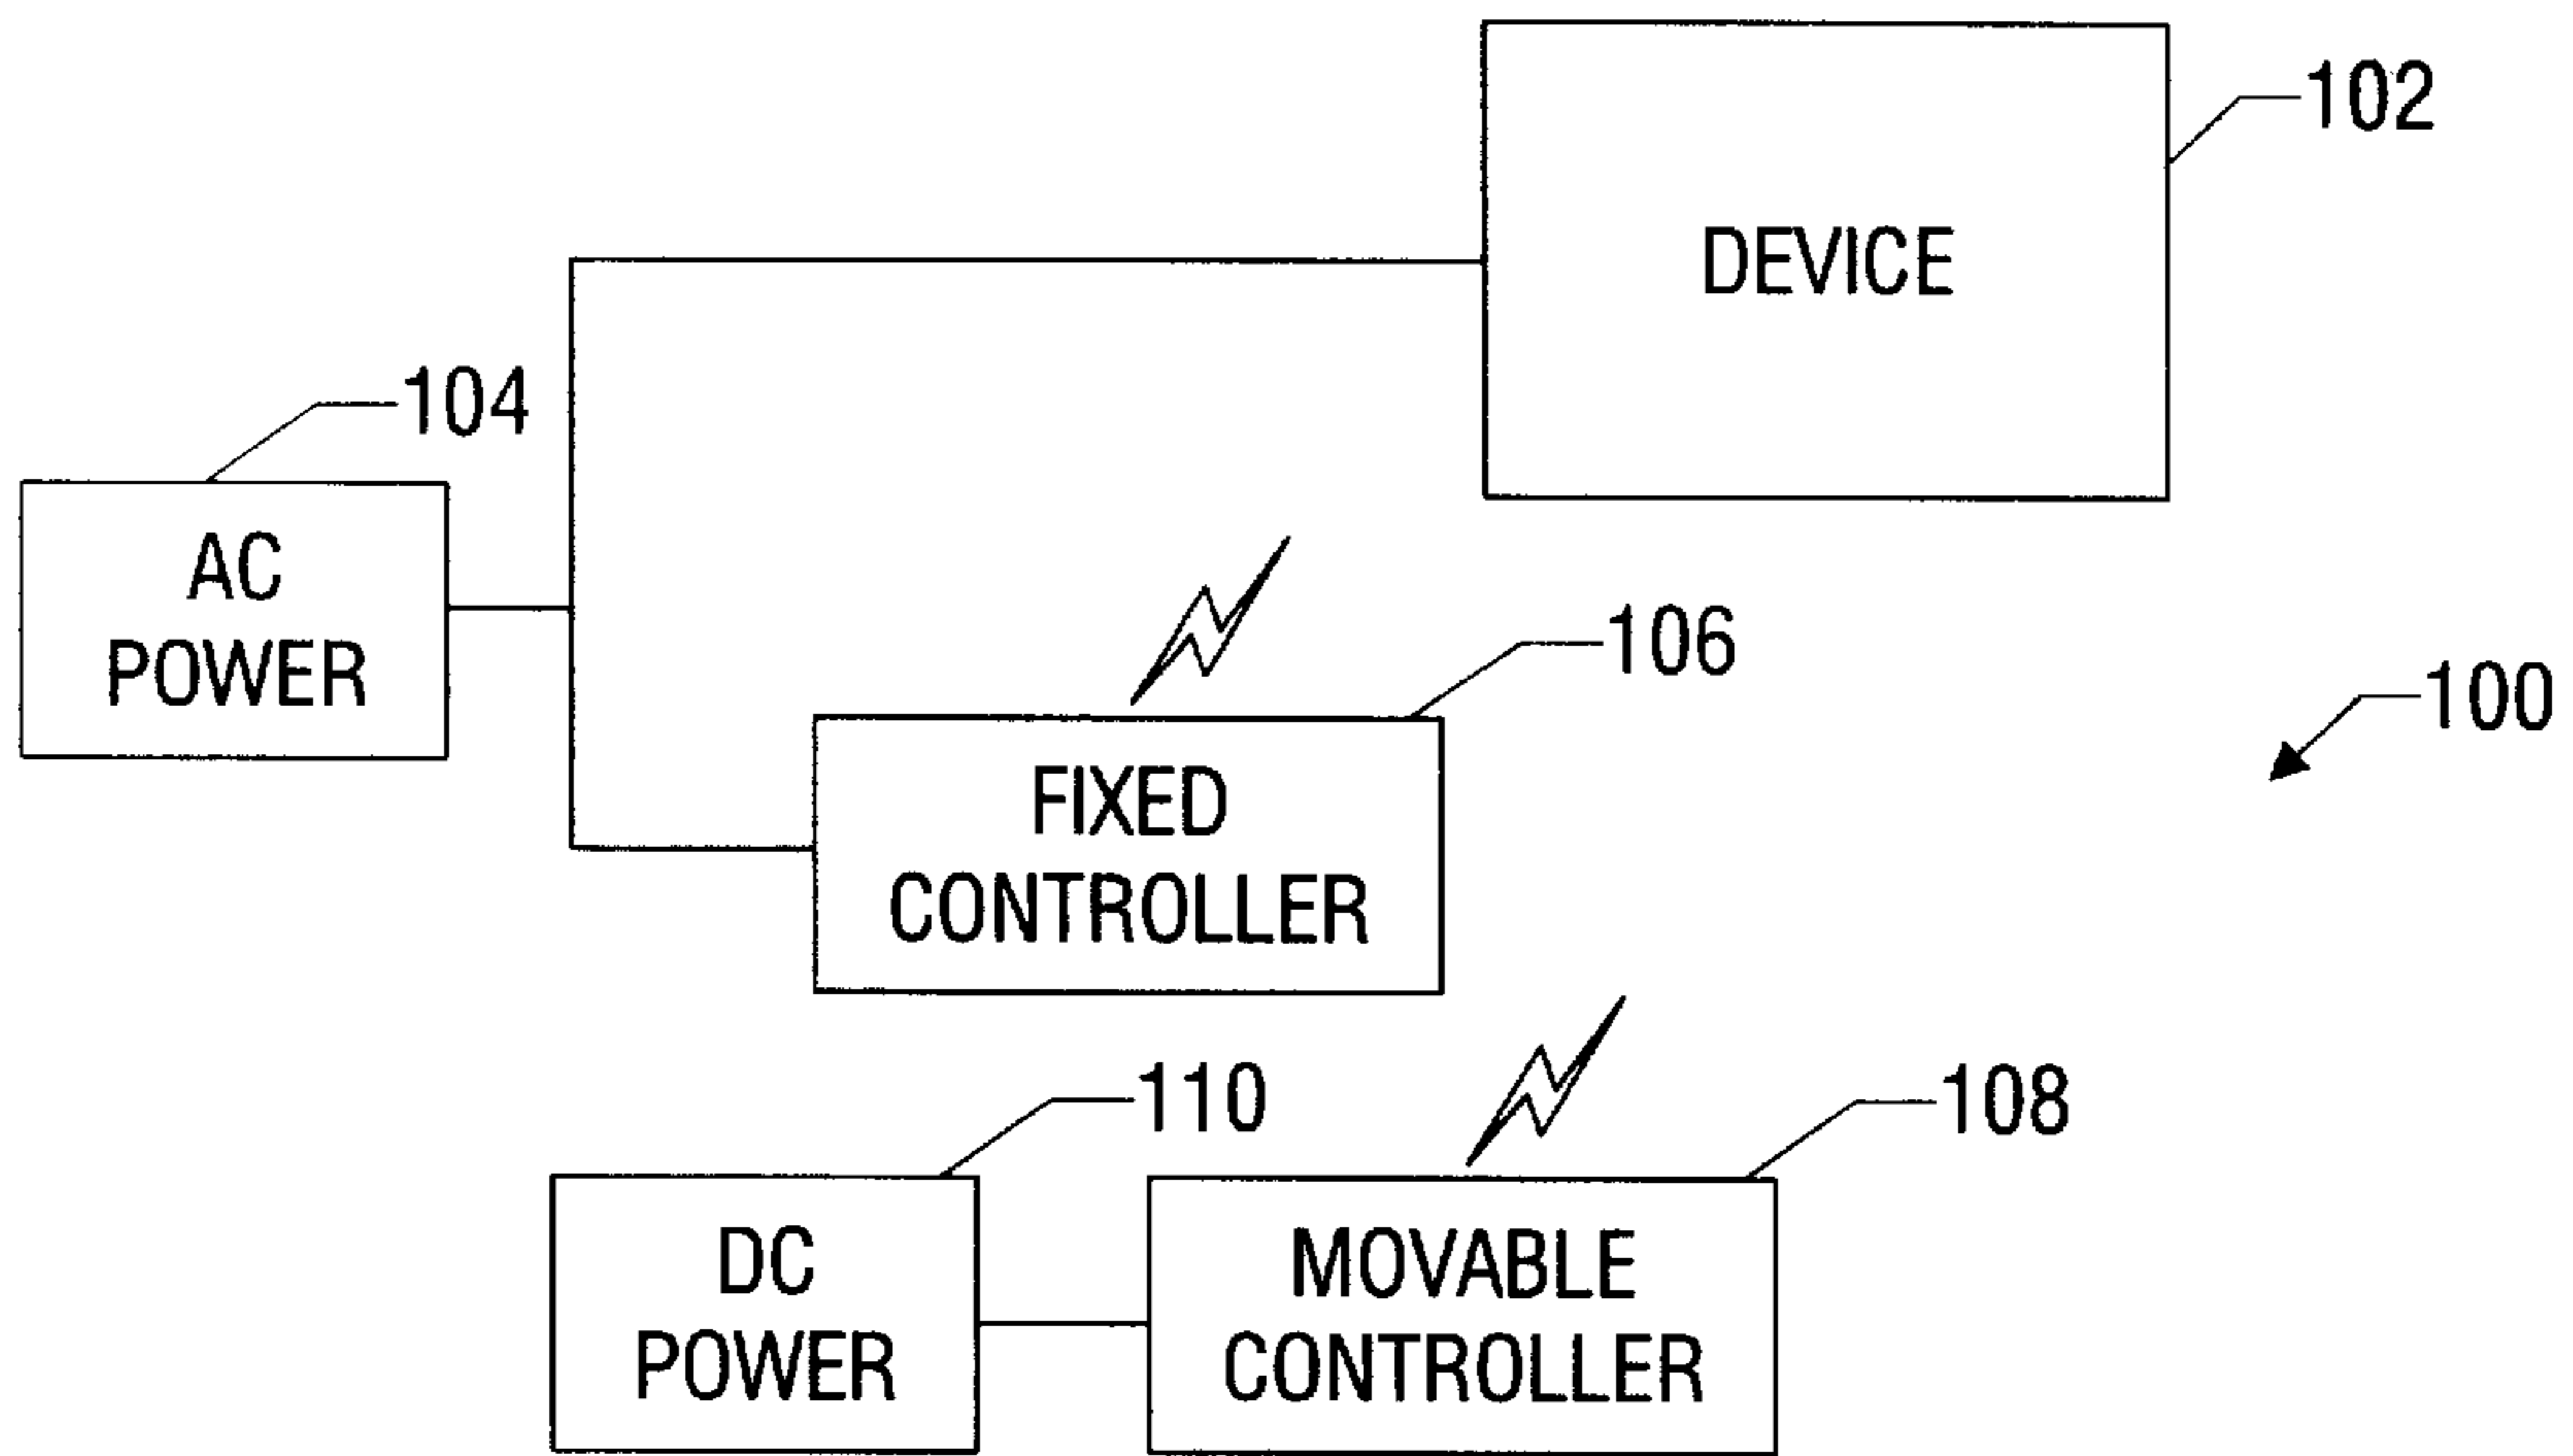 102
DEVICE
104
AC
POWER
106
100
FIXED
CONTROLLER
110
108
DC
POWER
MOVABLE
CONTROLLER